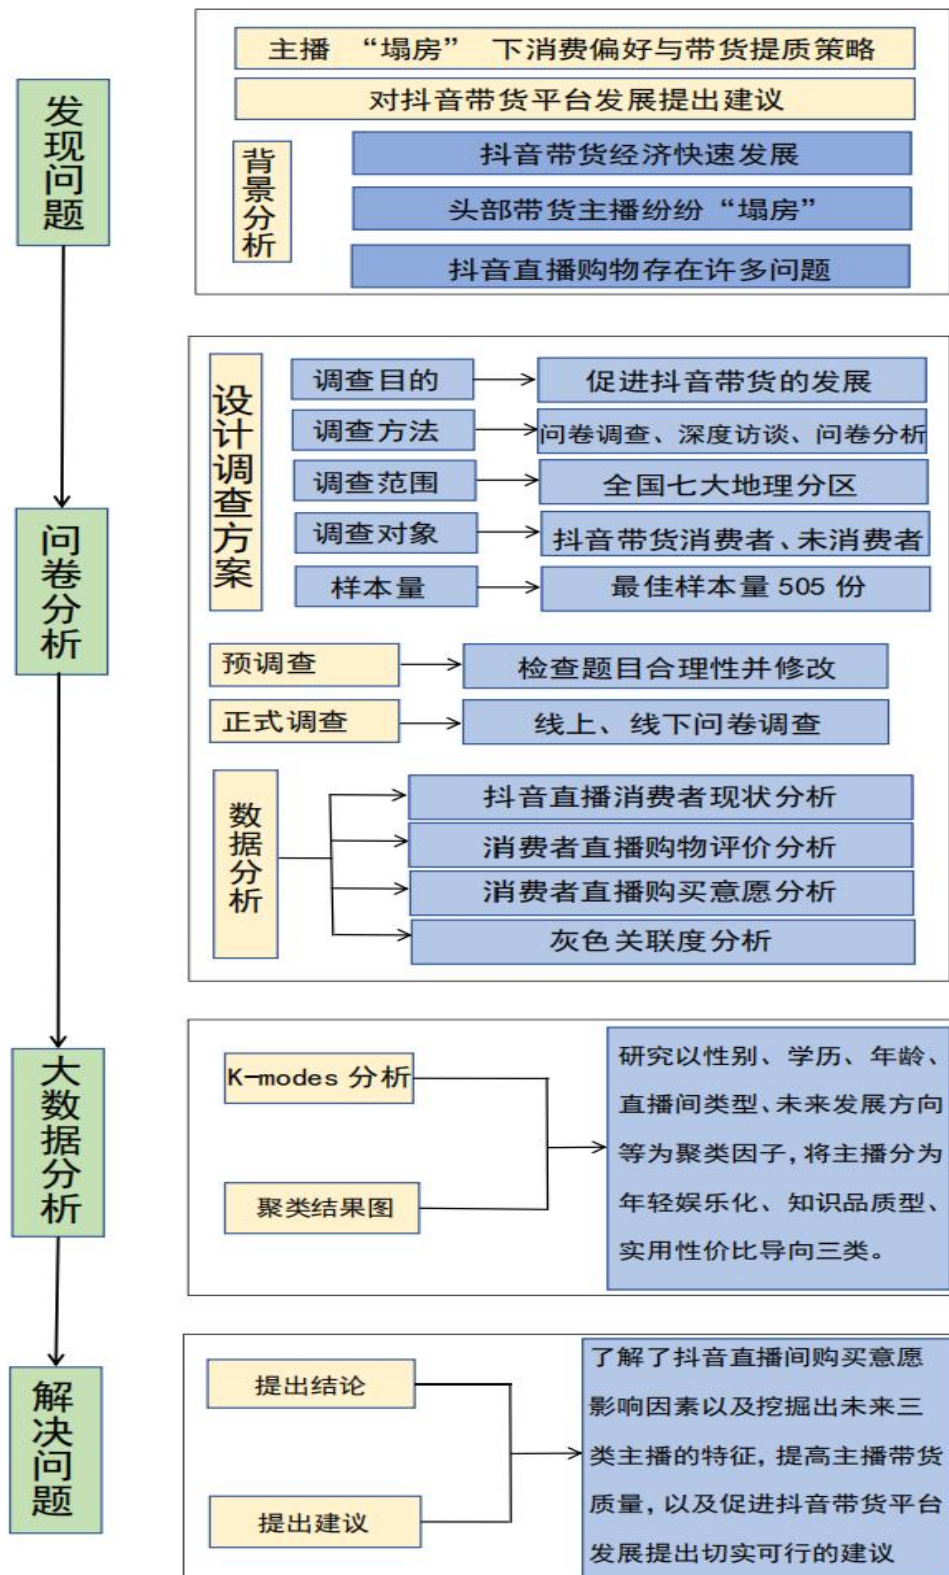 发现问题
主播 “塌房” 下消费偏好与带货提质策略
对抖音带货平台发展提出建议
背景分析
抖音带货经济快速发展
头部带货主播纷纷“塌房”
抖音直播购物存在许多问题
问卷分析
设计调查方案
调查目的
促进抖音带货的发展
调查方法
问卷调查、深度访谈、问卷分析
调查范围
全国七大地理分区
调查对象
抖音带货消费者、未消费者
样本量
最佳样本量 505 份
预调查
检查题目合理性并修改
正式调查
线上、线下问卷调查
数据分析
抖音直播消费者现状分析
消费者直播购物评价分析
消费者直播购买意愿分析
灰色关联度分析
大数据分析
K-modes 分析
聚类结果图
研究以性别、学历、年龄、
直播间类型、未来发展方向
等为聚类因子，将主播分为
年轻娱乐化、知识品质型、
实用性价比导向三类。
解决问题
提出结论
提出建议
了解了抖音直播间购买意愿
影响因素以及挖掘出未来三
类主播的特征，提高主播带货
质量，以及促进抖音带货平台
发展提出切实可行的建议